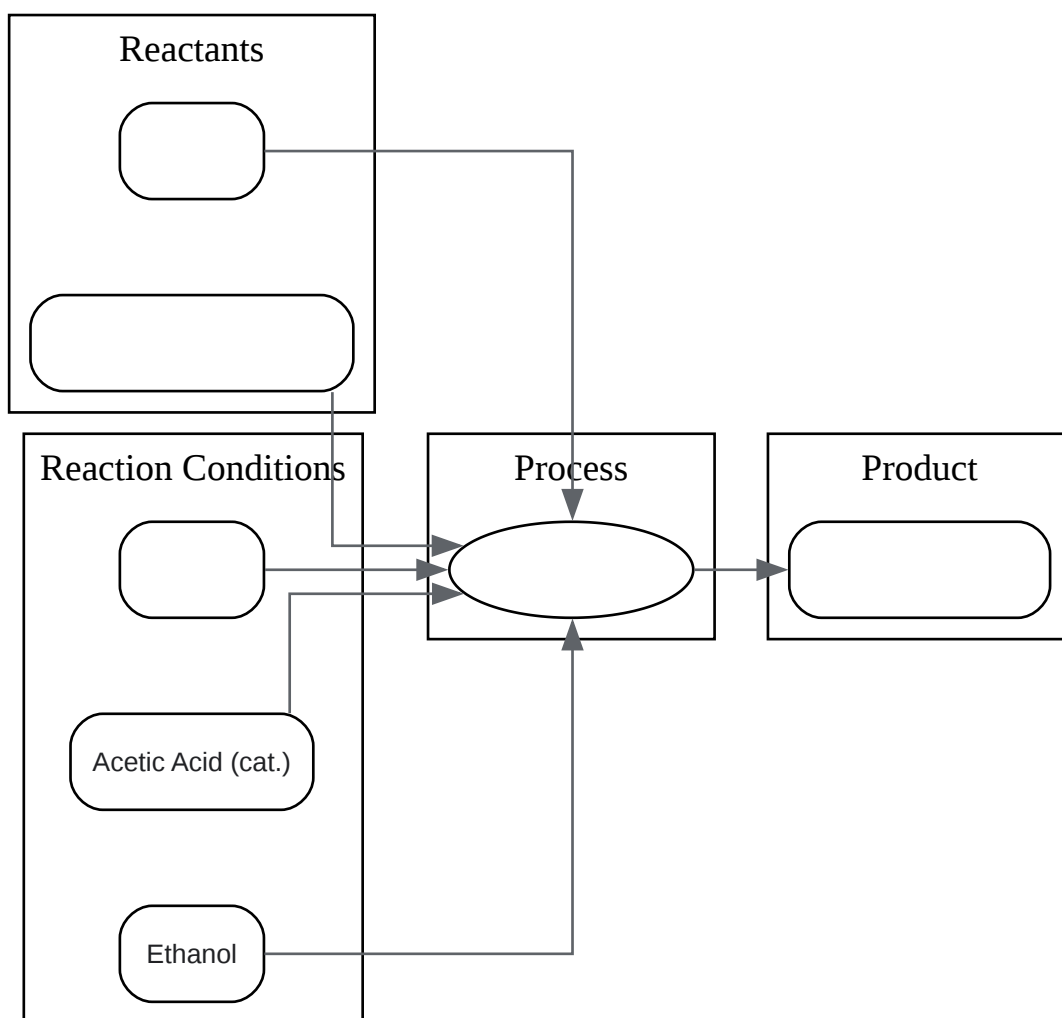 Reactants
Reaction Conditions
Process
Product
Acetic Acid (cat.)
Ethanol